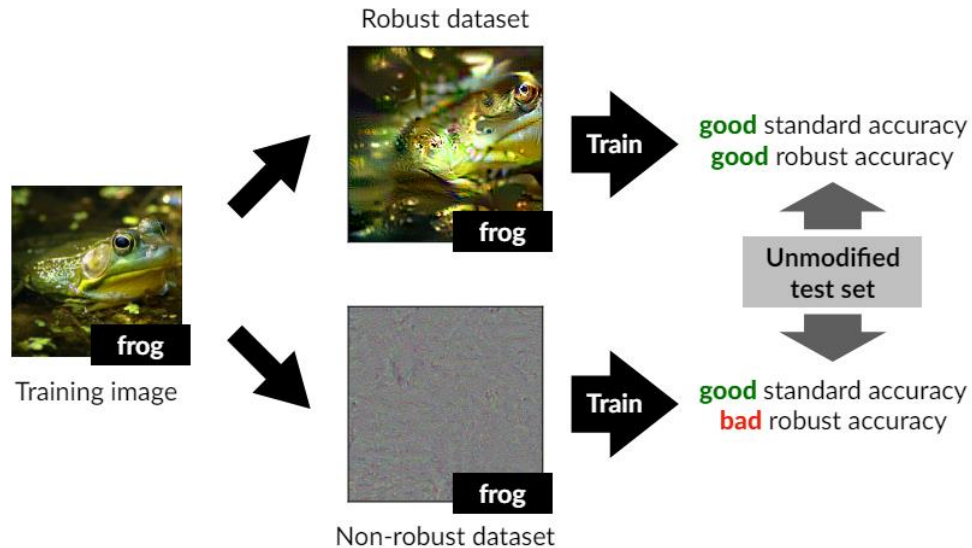 Robust dataset
frog
Train
good standard accuracy
good robust accuracy
frog
Training image
Unmodified
test set
frog
Non-robust dataset
Train
good standard accuracy
bad robust accuracy